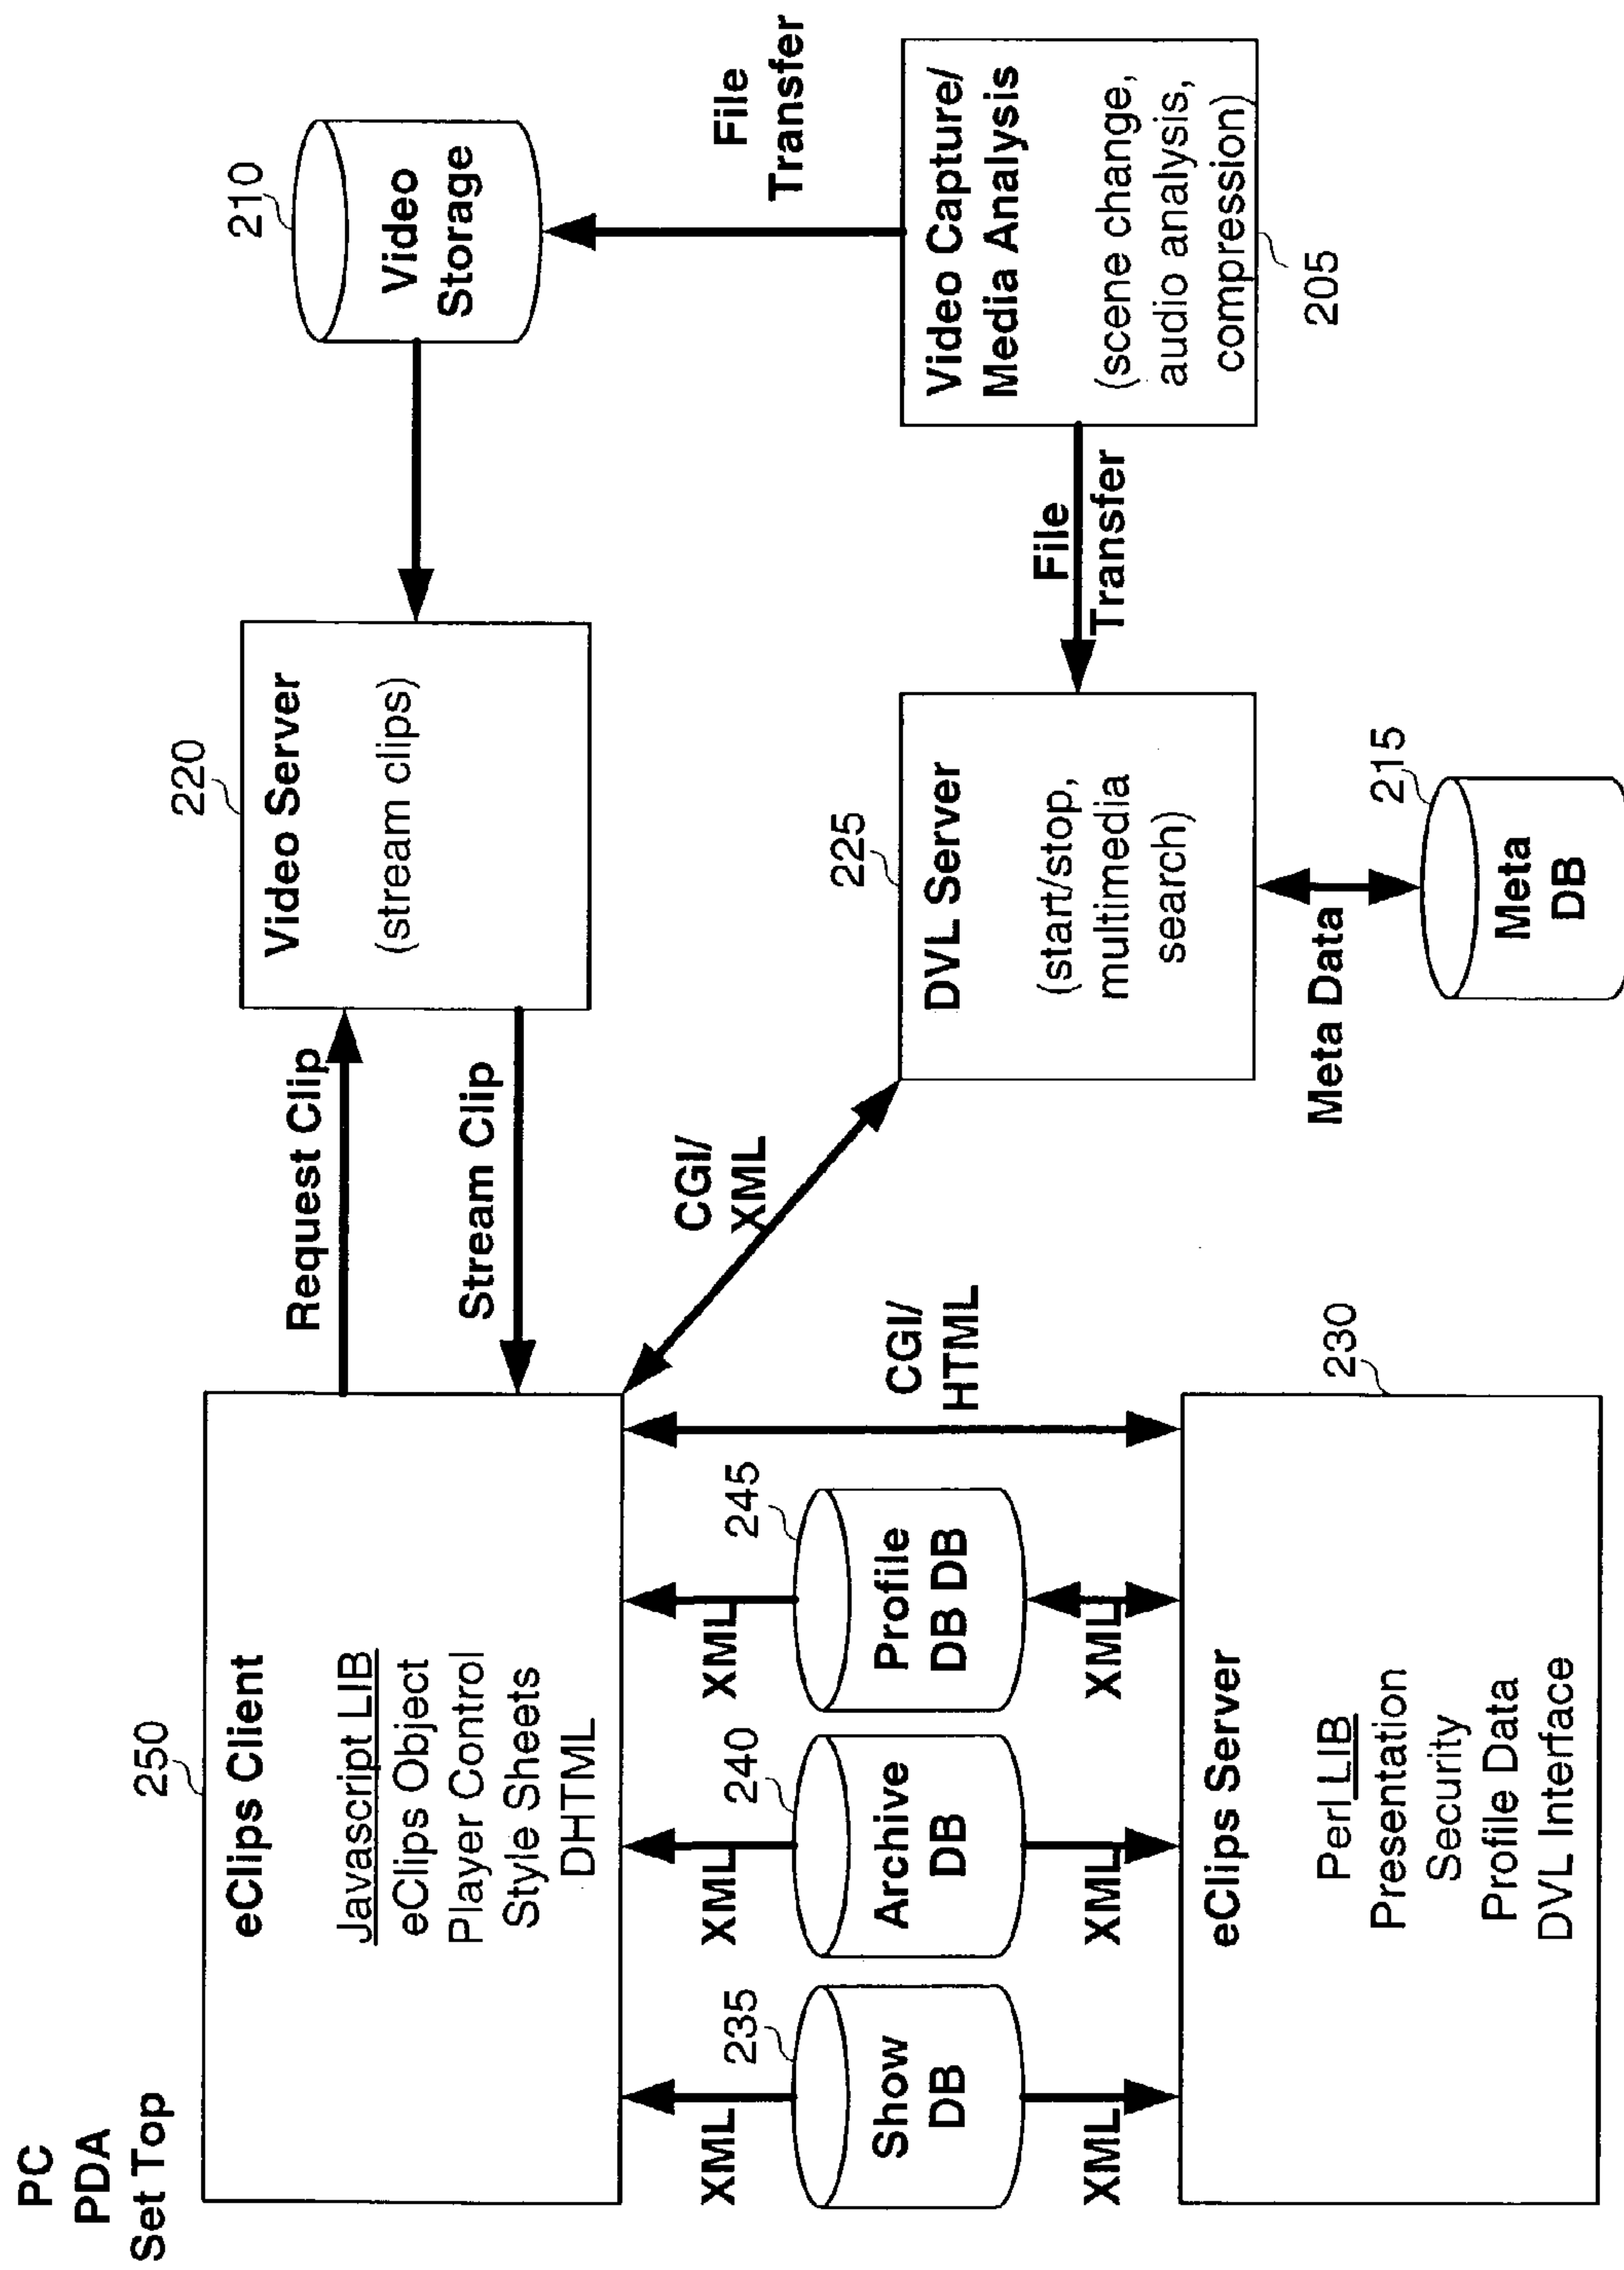 PC
PDA
Set Top
250
eClips Client
Javascript LIB
eClips Object
Player Control
Style Sheets
DHTML
Request Clip
Stream Clip
220
Video Server
(stream clips)
210
Video
Storage
File
Transfer
Video Capture/
Media Analysis
(scene change,
audio analysis,
compression)
205
File
Transfer
225
DVL Server
(start/stop,
multimedia
search)
Meta Data
215
Meta
DB
CGI/
XML
CGI/
HTML
XML
XML
XML
235
Show
DB
240
Archive
DB
245
Profile
DB DB
XML
XML
XML
230
eClips Server
Perl LIB
Presentation
Security
Profile Data
DVL Interface